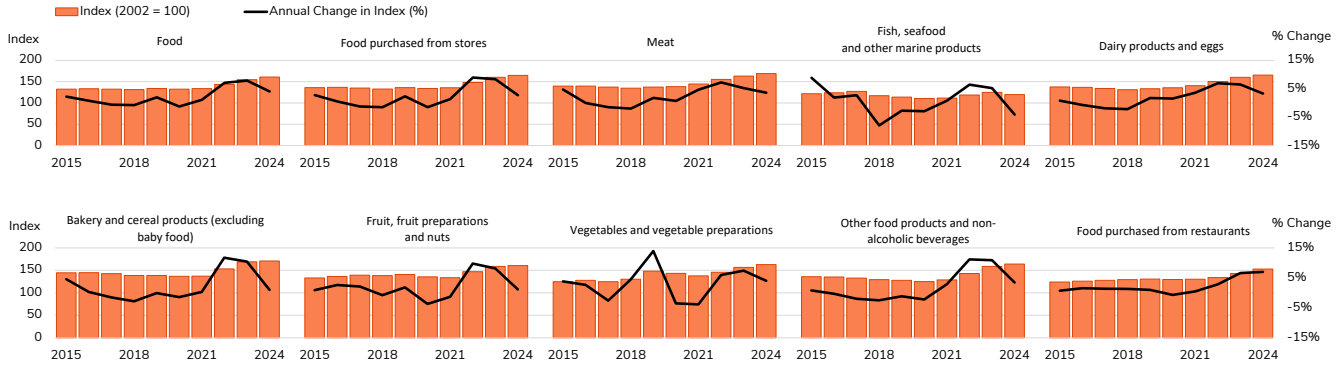 Index (2002 = 100) Annual Change in Index (%)
Index % Change
Food
Food purchased from stores
Meat
Fish, seafood
and other marine products
Dairy products and eggs
200
150
100
50
0
15%
5%
-5%
-15%
2015 2018 2021 2024 2015 2018 2021 2024 2015 2018 2021 2024 2015 2018 2021 2024 2015 2018 2021 2024
Index % Change
Bakery and cereal products (excluding
baby food)
Fruit, fruit preparations
and nuts
Vegetables and vegetable preparations
Other food products and non-
alcoholic beverages
Food purchased from restaurants
200
150
100
50
0
15%
5%
-5%
-15%
2015 2018 2021 2024 2015 2018 2021 2024 2015 2018 2021 2024 2015 2018 2021 2024 2015 2018 2021 2024